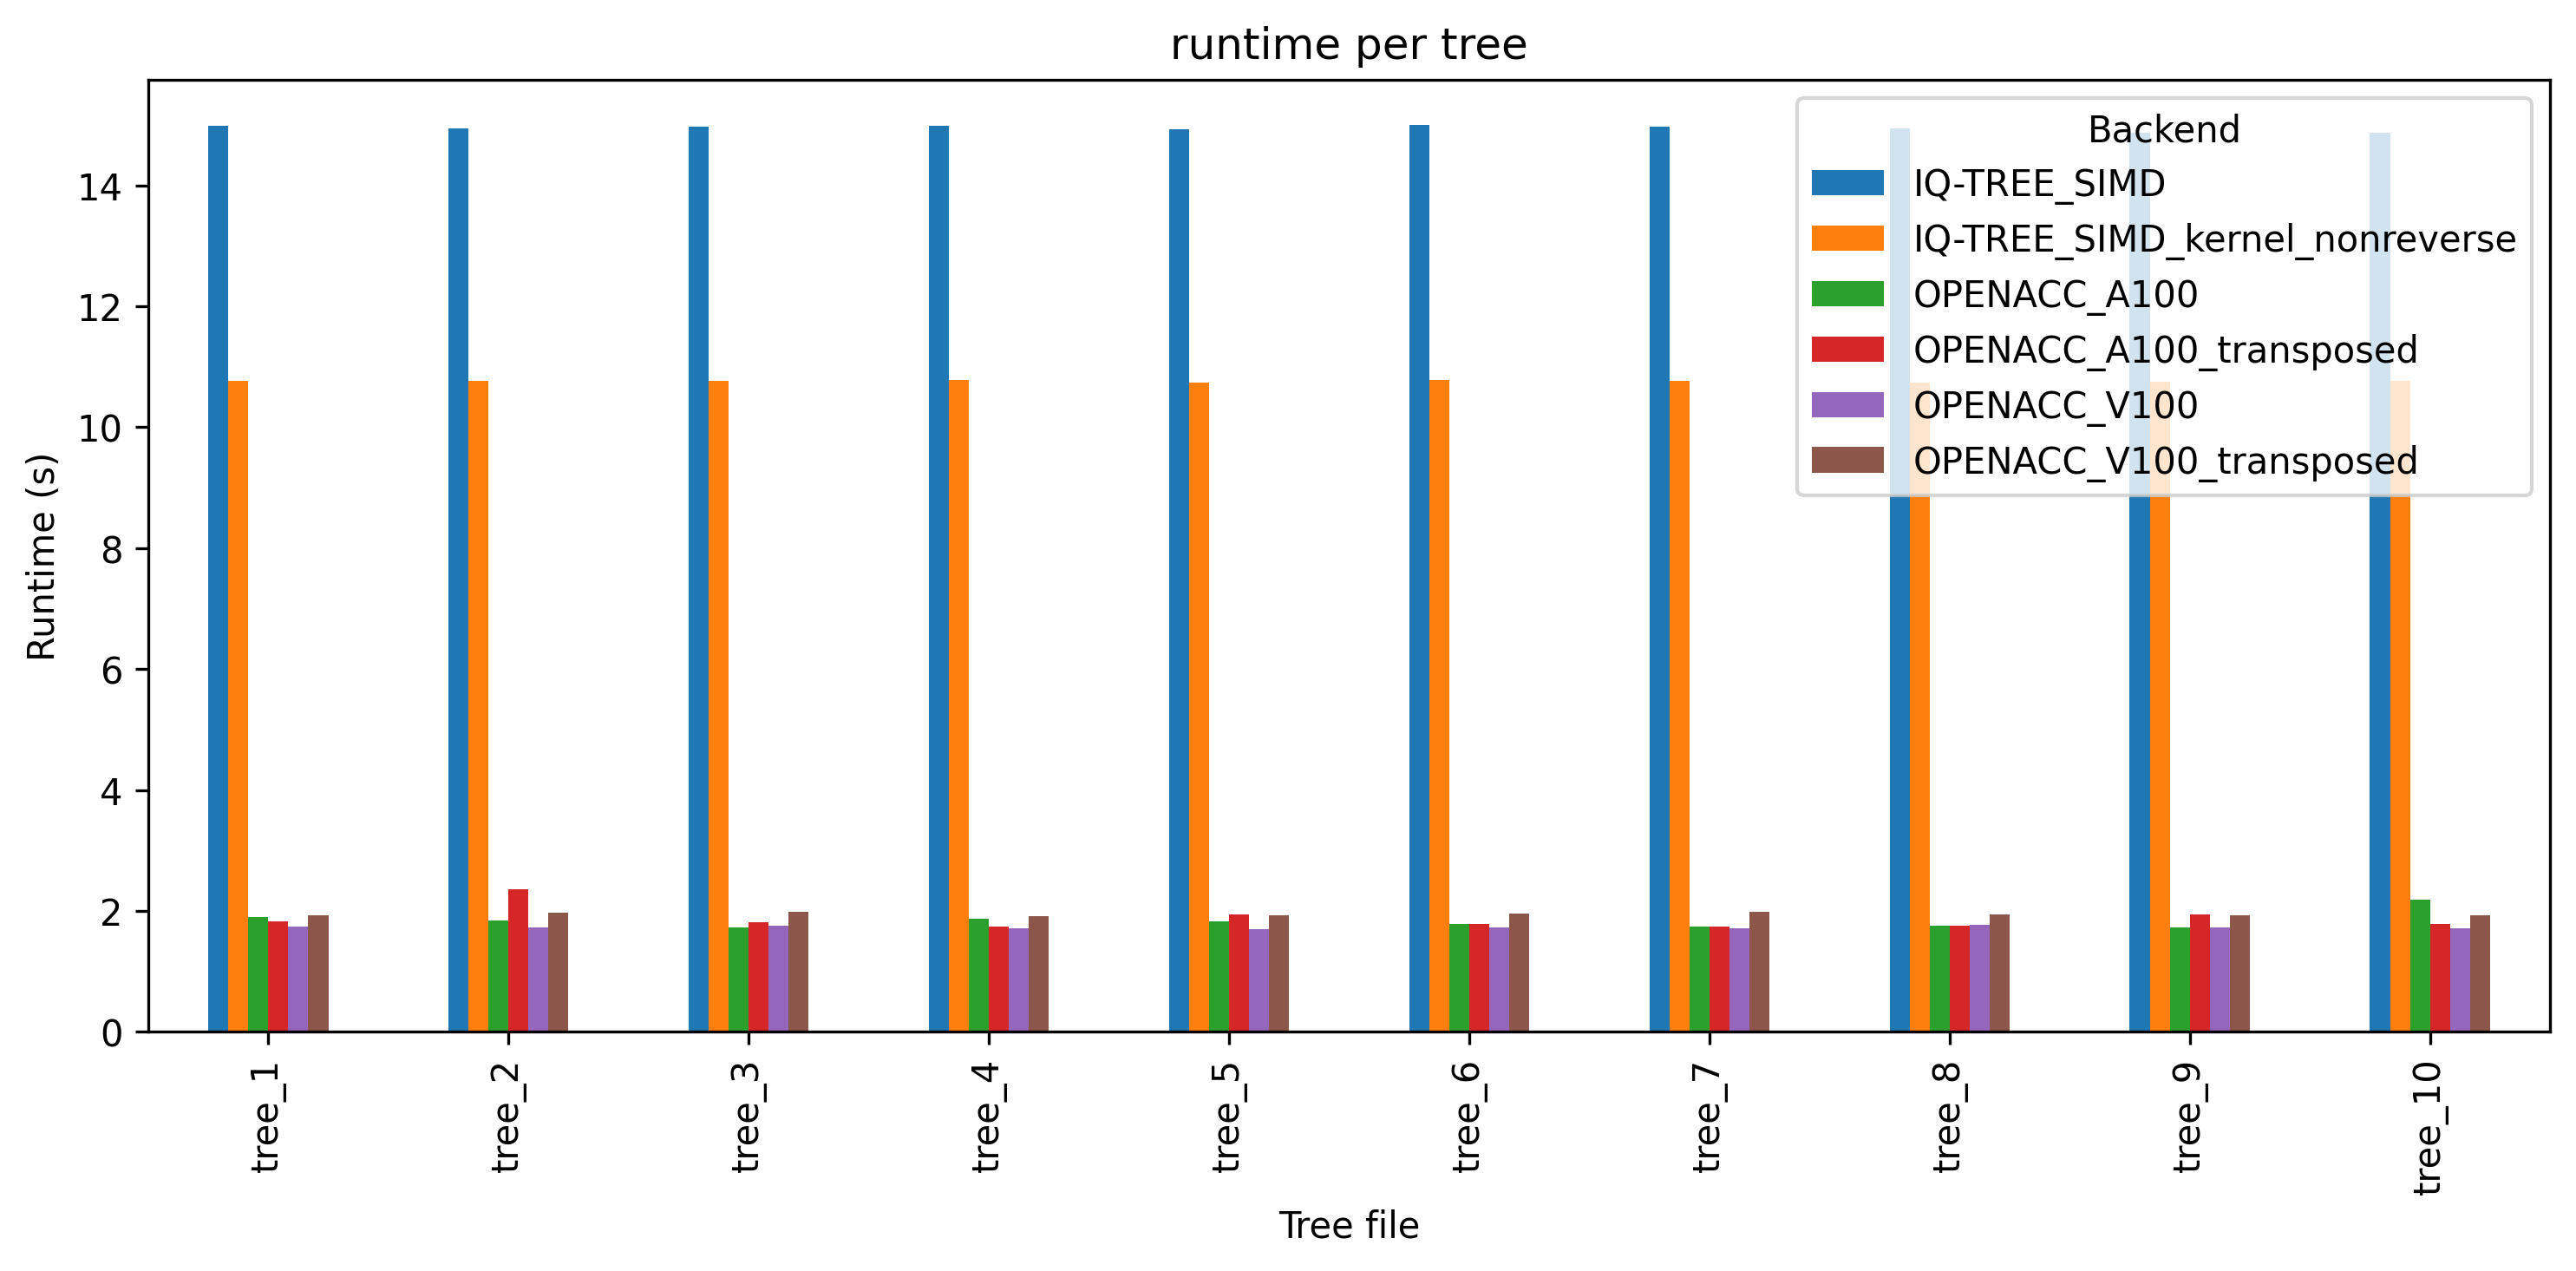 runtime per tree
Backend
IQ-TREE_SIMD
IQ-TREE_SIMD_kernel_nonreverse
OPENACC_A100
OPENACC_A100_transposed
OPENACC_V100
OPENACC_V100_transposed
Runtime (s)
14
12
10
8
6
4
2
0
tree_1
tree_2
tree_3
tree_4
tree_5
tree_6
tree_7
tree_8
tree_9
tree_10
Tree file